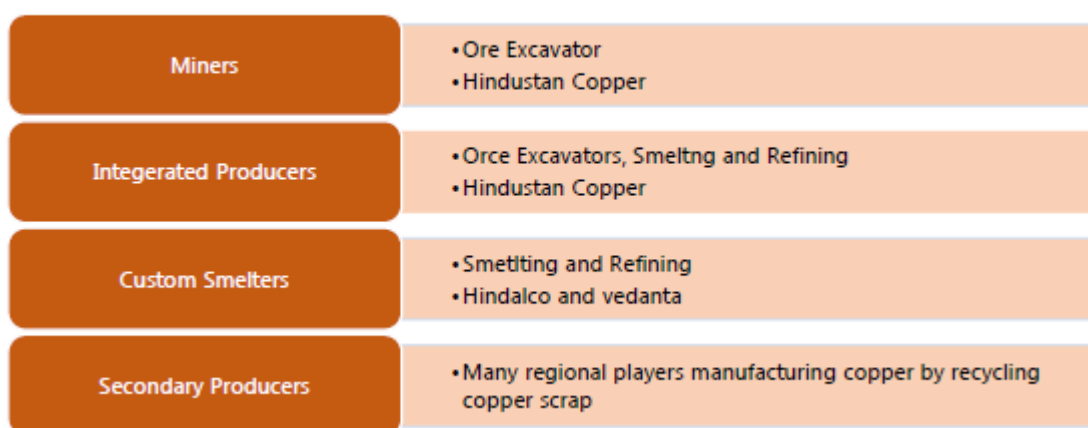 Miners
•Ore Excavator
•Hindustan Copper
Integerated Producers
•Orce Excavators, Smeltng and Refining
•Hindustan Copper
Custom Smelters
•Smetlting and Refining
•Hindalco and vedanta
Secondary Producers
•Many regional players manufacturing copper by recycling
copper scrap